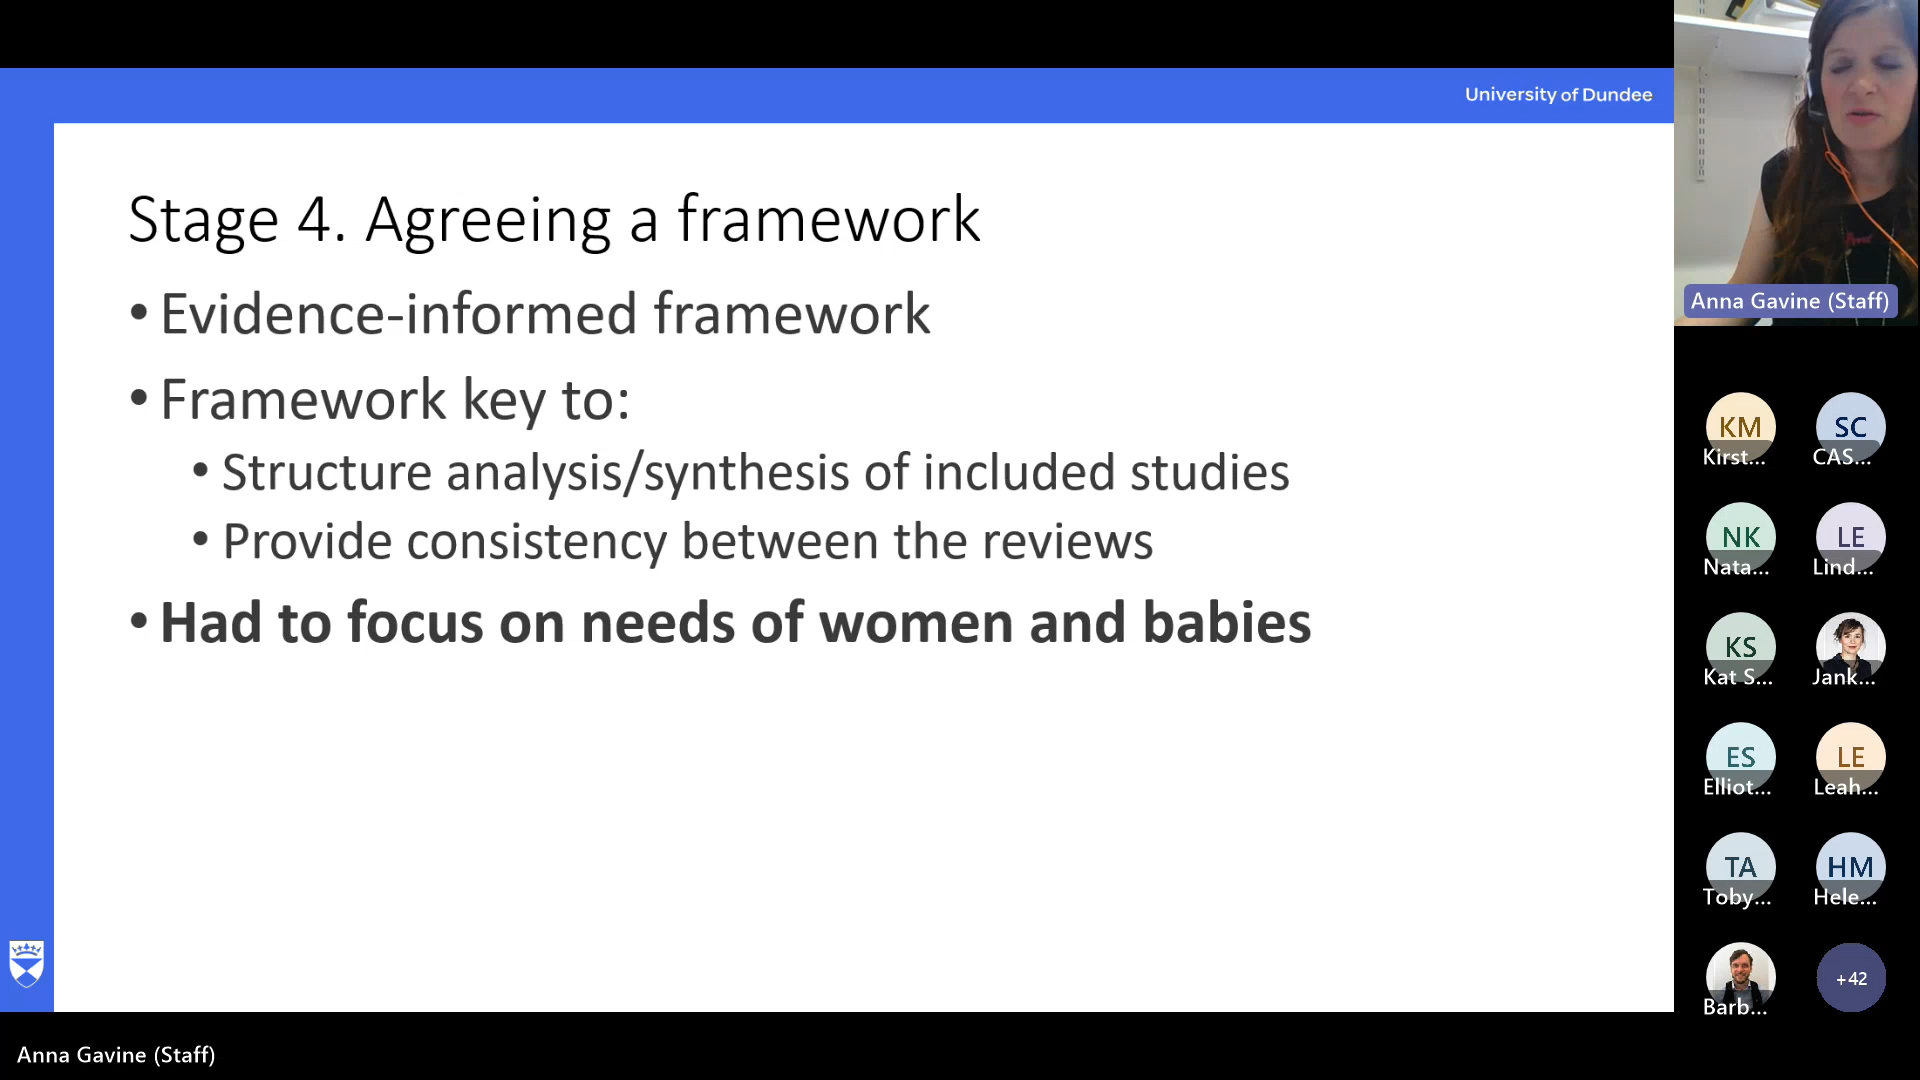 University of Dundee
Stage 4. Agreeing a framework
• Evidence-informed framework
• Framework key to:
• Structure analysis/synthesis of included studies
• Provide consistency between the reviews
• Had to focus on needs of women and babies
Anna Gavine (Staff)
KM
Kirst...
SC
CAS...
NK
Nata...
LE
Lind...
KS
Kat S...
Jank...
ES
Elliot...
LE
Leah...
TA
Toby...
HM
Hele...
Barb...
+42
Anna Gavine (Staff)